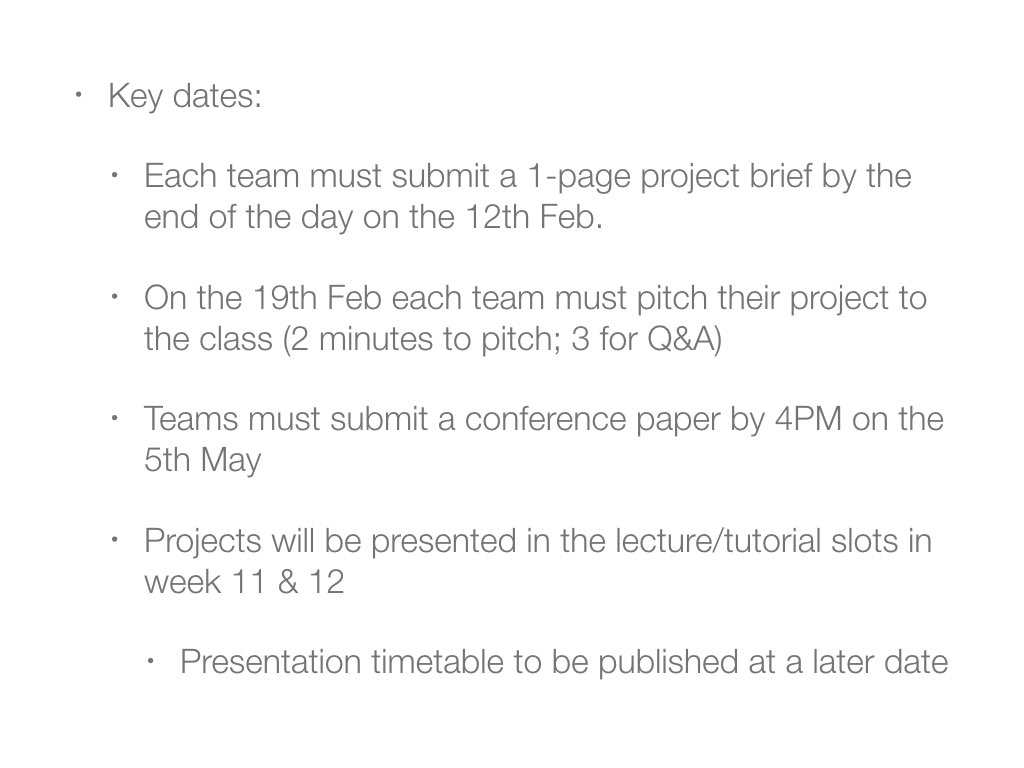 • Key dates:
• Each team must submit a 1-page project brief by the
end of the day on the 12th Feb.
• On the 19th Feb each team must pitch their project to
the class (2 minutes to pitch; 3 for Q&A)
• Teams must submit a conference paper by 4PM on the
5th May
• Projects will be presented in the lecture/tutorial slots in
week 11 & 12
• Presentation timetable to be published at a later date